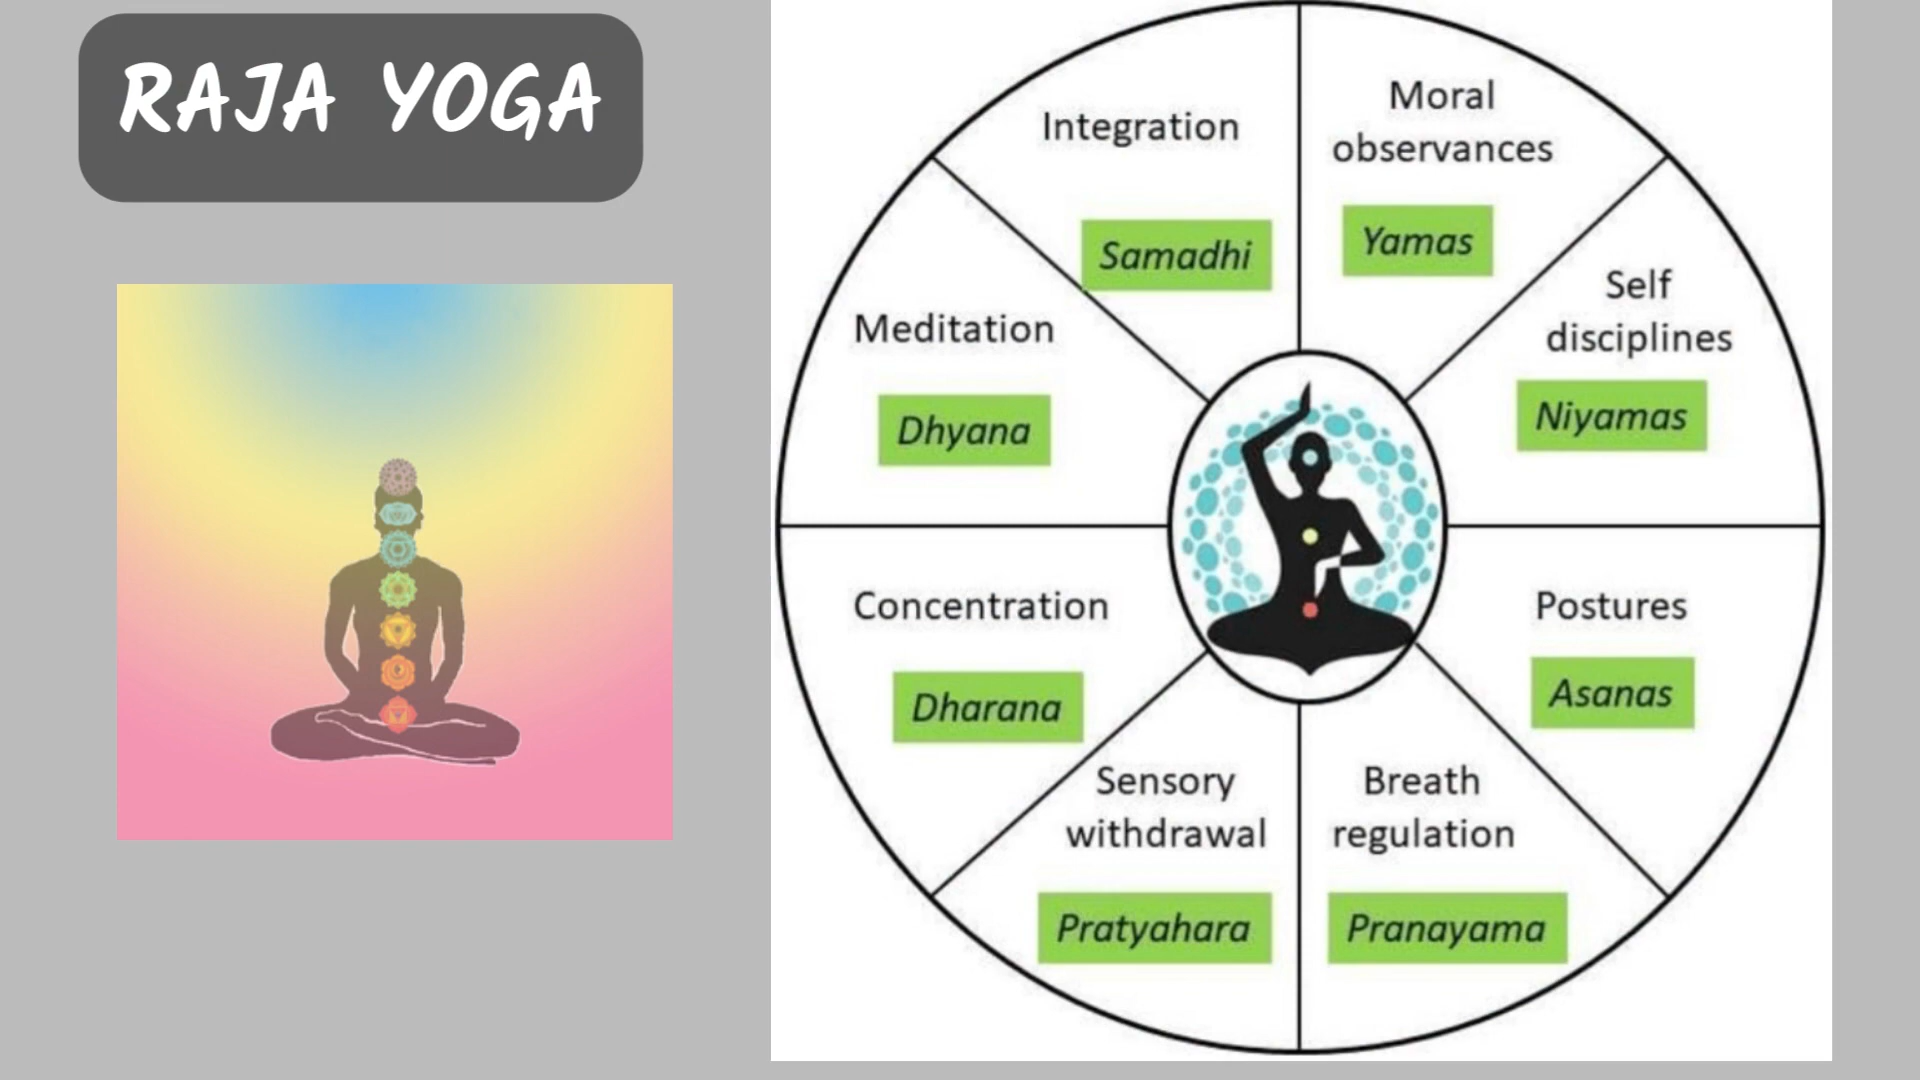 RAJA YOGA
Integration
Samadhi
Moral
observances
Yamas
Self
disciplines
Niyamas
Postures
Asanas
Breath
regulation
Pranayama
Sensory
withdrawal
Pratyahara
Concentration
Dharana
Meditation
Dhyana